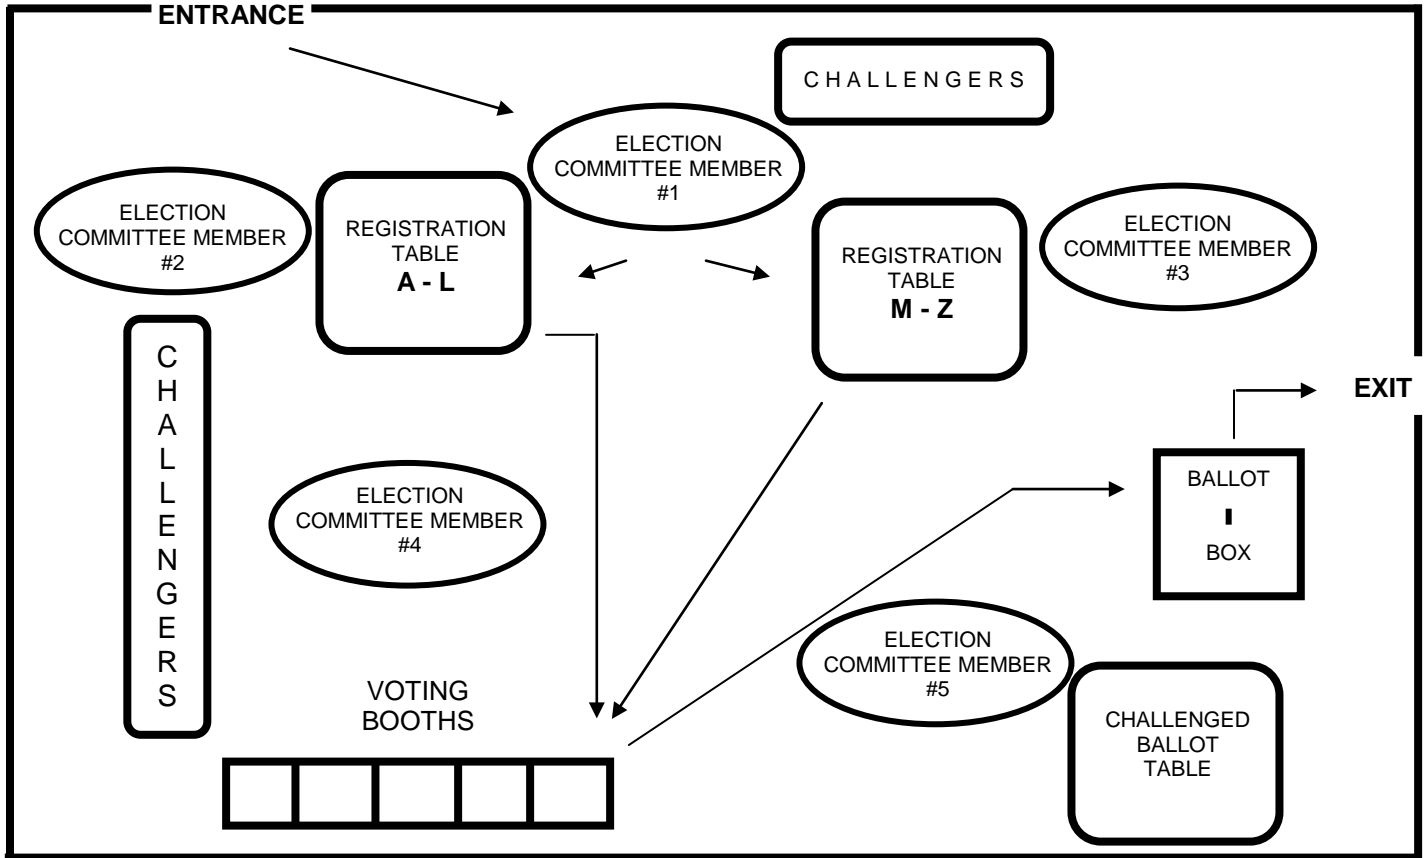 ENTRANCE
C H A L L E N G E R S
ELECTION
COMMITTEE MEMBER
#1
ELECTION
COMMITTEE MEMBER
#2
REGISTRATION
TABLE
A - L
REGISTRATION
TABLE
M - Z
ELECTION
COMMITTEE MEMBER
#3
C
H
A
L
L
E
N
G
E
R
S
EXIT
BALLOT
BOX
ELECTION
COMMITTEE MEMBER
#4
ELECTION
COMMITTEE MEMBER
#5
VOTING
BOOTHS
CHALLENGED
BALLOT
TABLE